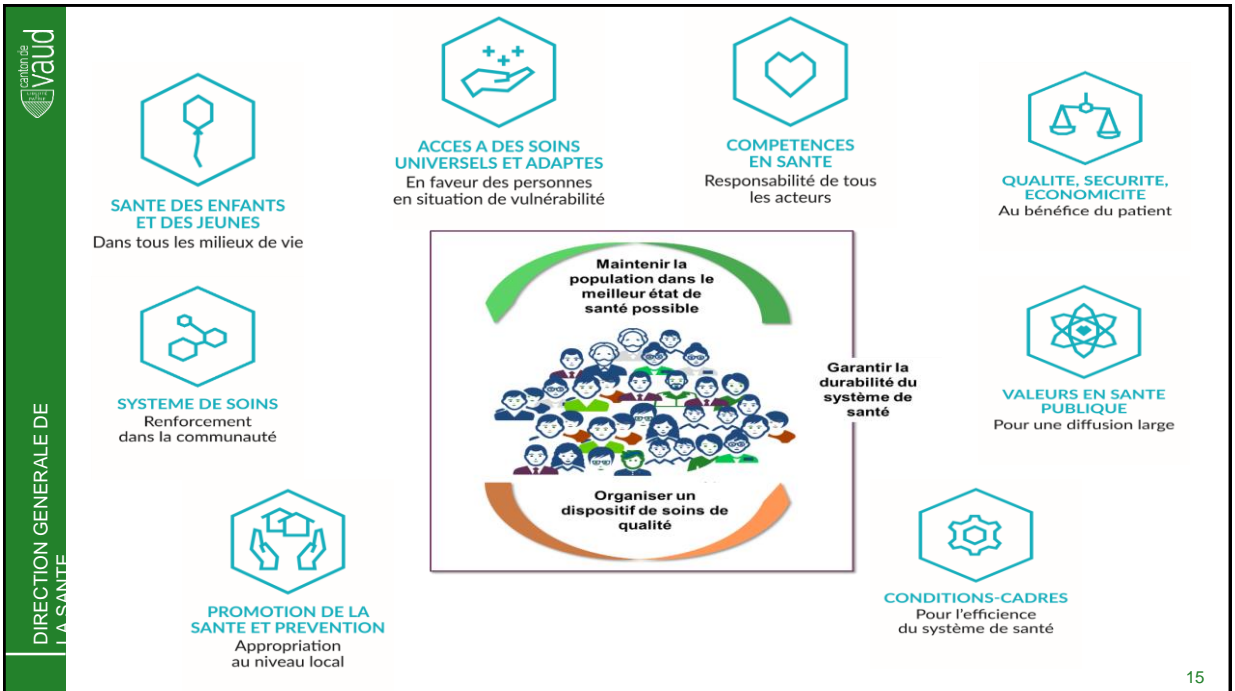 canton de
vaud
LIBERTÉ
ET
PATRIE
DIRECTION GENERALE DE
LA SANTE
SANTE DES ENFANTS
ET DES JEUNES
Dans tous les milieux de vie
ACCES A DES SOINS
UNIVERSELS ET ADAPTES
En faveur des personnes
en situation de vulnérabilité
COMPETENCES
EN SANTE
Responsabilité de tous
les acteurs
QUALITE, SECURITE,
ECONOMICITE
Au bénéfice du patient
SYSTEME DE SOINS
Renforcement
dans la communauté
Maintenir la
population dans le
meilleur état de
santé possible
Garantir la
durabilité du
système de
santé
Organiser un
dispositif de soins de
qualité
VALEURS EN SANTE
PUBLIQUE
Pour une diffusion large
PROMOTION DE LA
SANTE ET PREVENTION
Appropriation
au niveau local
CONDITIONS-CADRES
Pour l'efficience
du système de santé
15